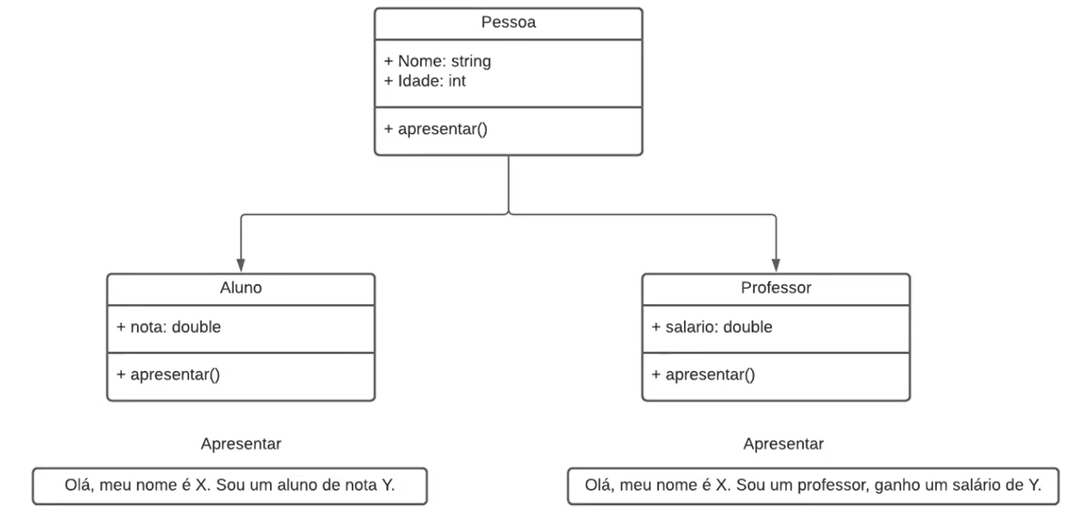 Pessoa
+ Nome: string
+ Idade: int
+ apresentar()
Aluno
+ nota: double
+ apresentar()
Professor
+ salario: double
+ apresentar()
Apresentar
Olá, meu nome é X. Sou um aluno de nota Y.
Apresentar
Olá, meu nome é X. Sou um professor, ganho um salário de Y.